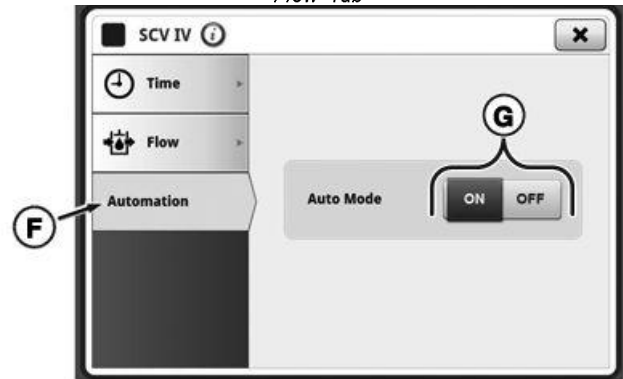 Flow Tab
SCV IV
Time
Flow
Automation
Auto Mode
ON
OFF
F
G